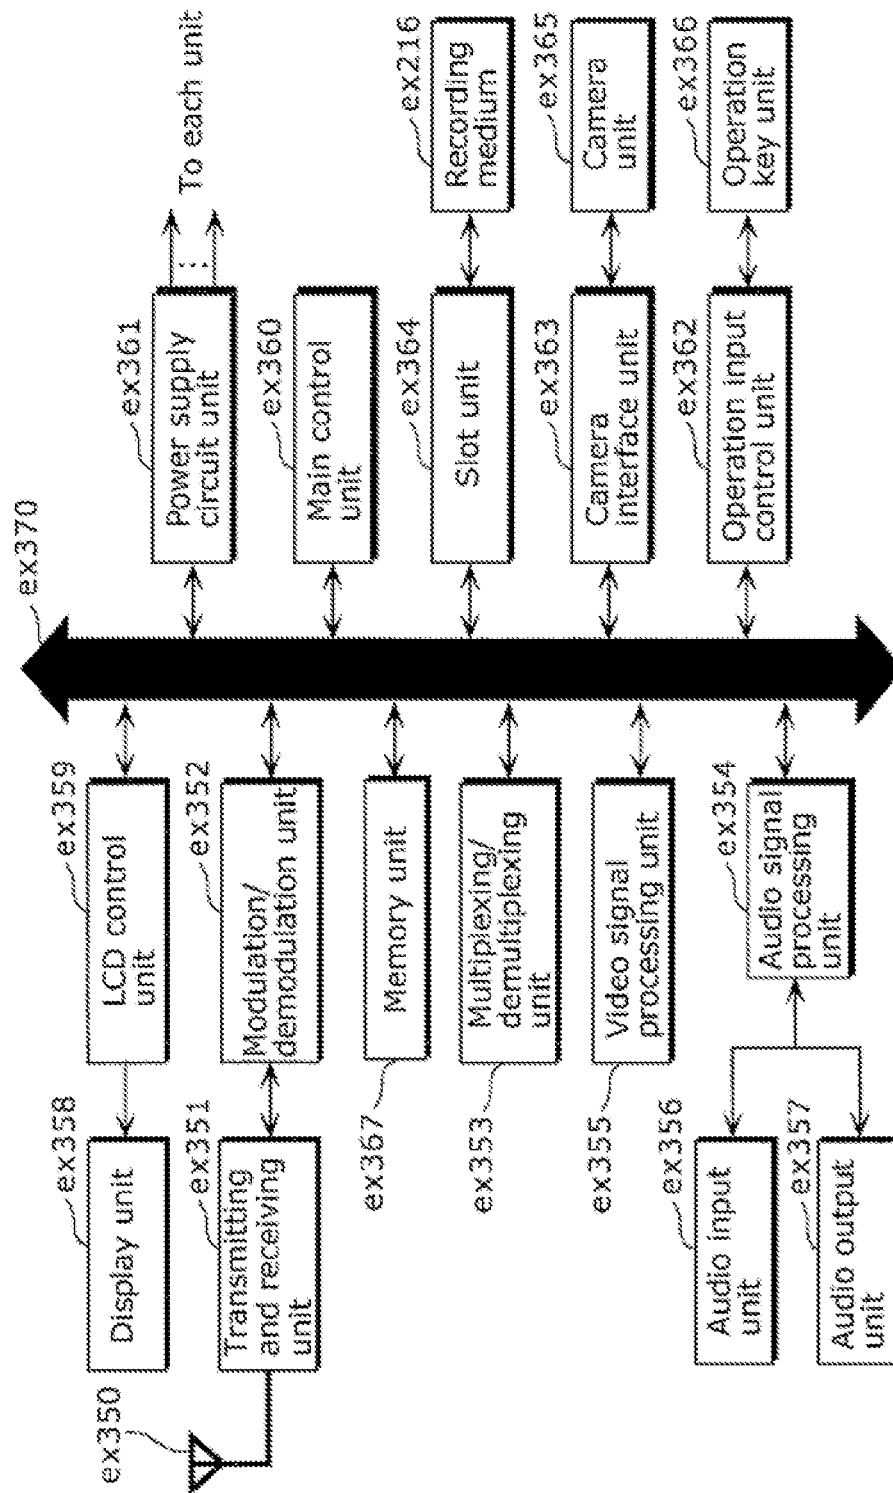 ex350
Display unit
ex358
LCD control
unit
ex359
Transmitting
and receiving
unit
ex351
Modulation/
demodulation unit
ex352
ex367
Memory unit
ex353
Multiplexing/
demultiplexing
unit
ex355
Video signal
processing unit
Audio input
unit
ex356
Audio output
unit
ex357
Audio signal
processing
unit
ex354
ex370
Power supply
circuit unit
ex361
To each unit
Main control
unit
ex360
Slot unit
ex364
Recording
medium
ex216
Camera
interface unit
ex363
Camera
unit
ex365
Operation input
control unit
ex362
Operation
key unit
ex366